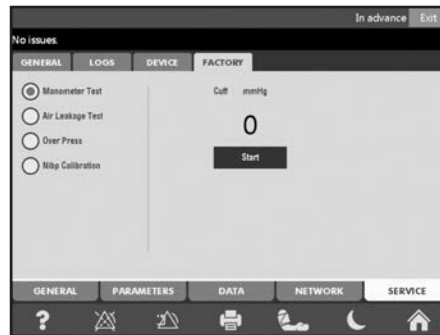 In advance Exit
No issues.
GENERAL LOGS DEVICE FACTORY
Manometer Test
Air Leakage Test
Over Press
Nibp Calibration
Cuff mmHg
0
Start
GENERAL PARAMETERS DATA NETWORK SERVICE
?